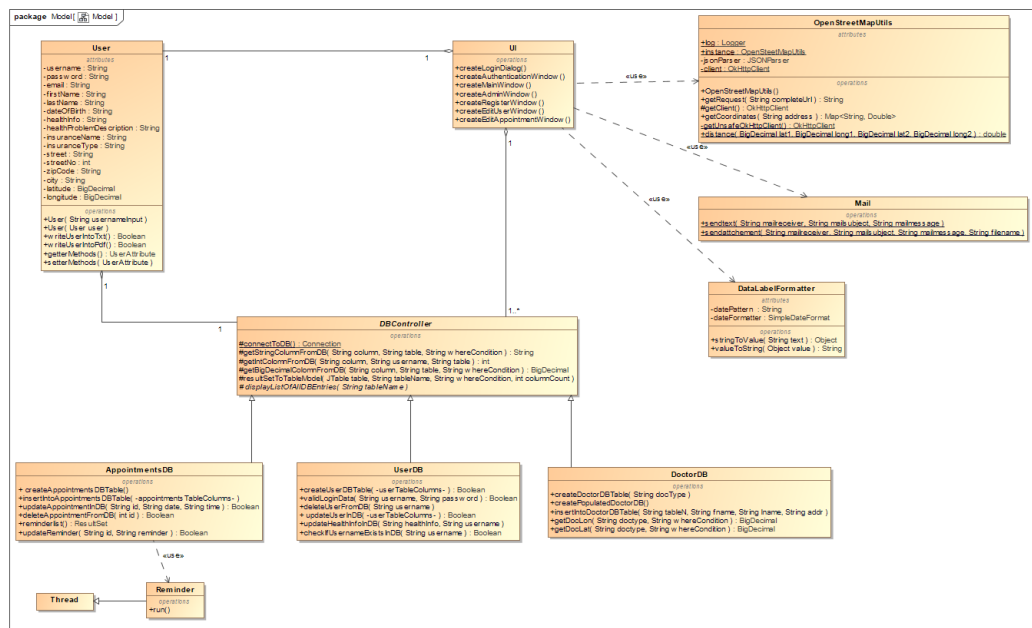 package Model [ Model ]
User
attributes
-username : String
-password : String
-email : String
-firstName : String
-lastName : String
-dateOfBirth : String
-healthInfo : String
-healthProblemDescription : String
-insuranceName : String
-insuranceType : String
-street : String
-streetNo : int
-zipCode : String
-city : String
-latitude : BigDecimal
-longitude : BigDecimal
operations
+User( String usernameInput )
+User( User user )
+writeUserIntoTxt() : Boolean
+writeUserIntoPdf() : Boolean
+getterMethods() : UserAttribute
+setterMethods( UserAttribute )
1
1
UI
operations
+createLoginDialog()
+createAuthenticationWindow()
+createMainWindow()
+createAdminWindow()
+createRegisterWindow()
+createEditUserWindow()
+createEditAppointmentWindow()
1
1..*
«use»
«use»
«use»
OpenStreetMapUtils
attributes
+log : Logger
+instance : OpenStreetMapUtils
-jsonParser : JSONParser
-client : OkHttpClient
operations
+OpenStreetMapUtils()
+getRequest( String completeUrl ) : String
#getClient() : OkHttpClient
+getCoordinates( String address ) : Map<String, Double>
-getUnsafeOkHttpClient() : OkHttpClient
+distance( BigDecimal lat1, BigDecimal long1, BigDecimal lat2, BigDecimal long2 ) : double
Mail
operations
+sendtext( String mailreceiver, String mailsubject, String mailmessage )
+sendattchement( String mailreceiver, String mailsubject, String mailmessage, String filename )
DataLabelFormatter
attributes
-datePattern : String
-dateFormatter : SimpleDateFormat
operations
+stringToValue( String text ) : Object
+valueToString( Object value ) : String
1
1
DBController
operations
#connectToDB() : Connection
#getStringColumnFromDB( String column, String table, String whereCondition ) : String
#getIntColumnFromDB( String column, String username, String table ) : int
#getBigDecimalColumnFromDB( String column, String table, String whereCondition ) : BigDecimal
#resultSetToTableModel( JTable table, String tableName, String whereCondition, int columnCount )
# displayListOfAllDBEntries( String tableName )
AppointmentsDB
operations
+ createAppointmentsDBTable()
+insertIntoAppointmentsDBTable( -appointmentsTableColumns- )
+updateAppointmentInDB( String id, String date, String time ) : Boolean
+deleteAppointmentFromDB( int id ) : Boolean
+reminderlist() : ResultSet
+updateReminder( String id, String reminder ) : Boolean
UserDB
operations
+createUserDBTable( -userTableColumns- ) : Boolean
+validLoginData( String username, String password ) : Boolean
+deleteUserFromDB( String username )
+ updateUserInDB( -userTableColumns- ) : Boolean
+updateHealthInfoInDB( String healthInfo, String username )
+checkIfUsernameExistsInDB( String username ) : Boolean
DoctorDB
operations
+createDoctorDBTable( String docType )
+createPopulatedDoctorDB()
+insertIntoDoctorDBTable( String tableN, String fname, String lname, String addr )
+getDocLon( String doctype, String whereCondition ) : BigDecimal
+getDocLat( String doctype, String whereCondition ) : BigDecimal
«use»
Thread
Reminder
operations
+run()